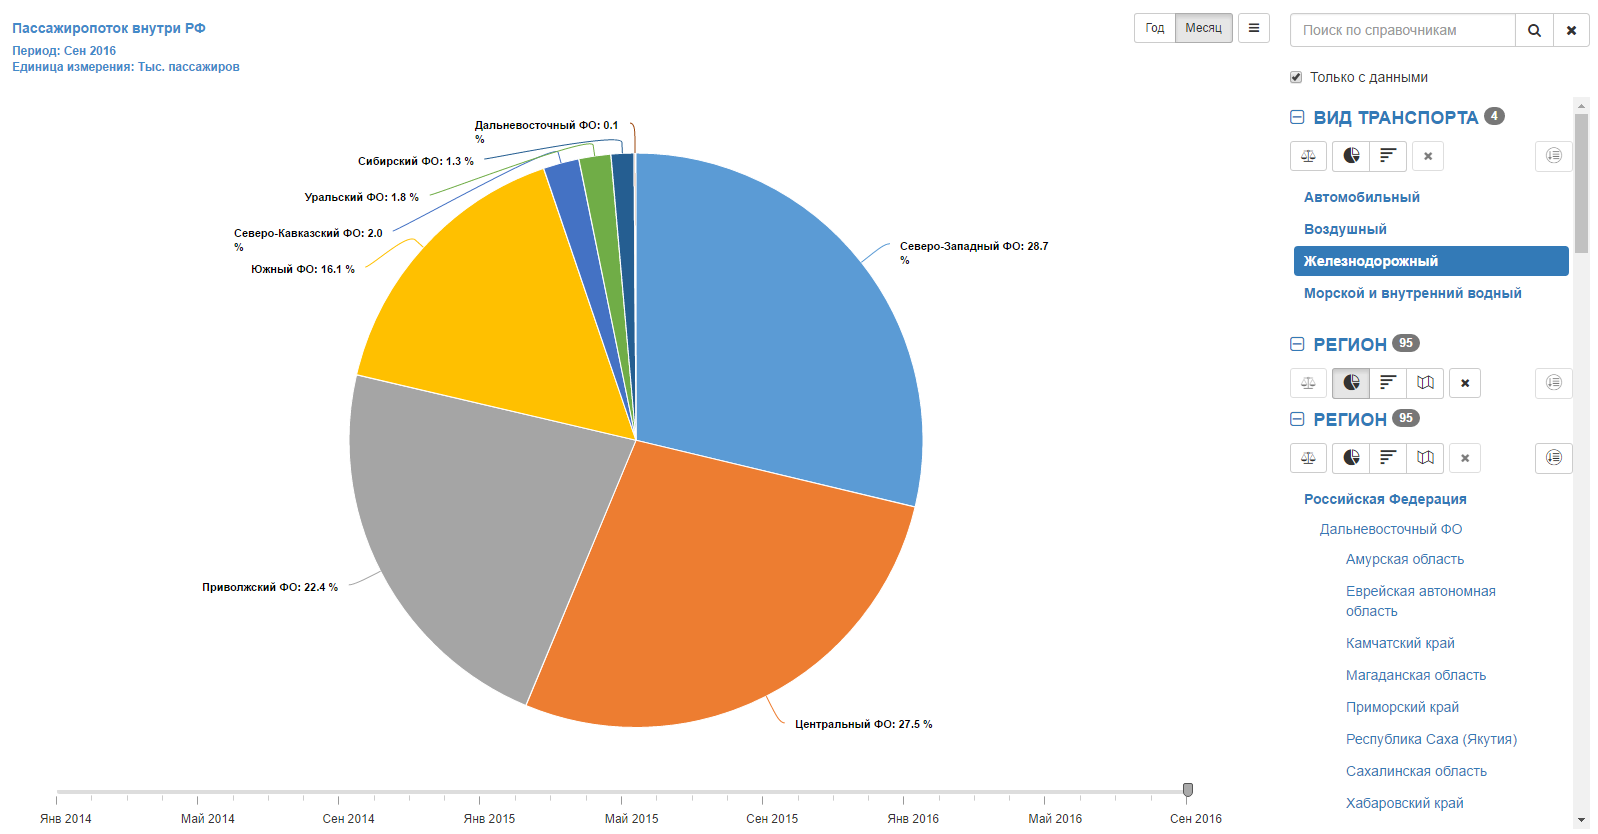 Пассажиропоток внутри РФ
Период: Сен 2016
Единица измерения: Тыс. пассажиров
Год
Месяц
Дальневосточный ФО: 0.1
%
Сибирский ФО: 1.3 %
Уральский ФО: 1.8 %
Северо-Кавказский ФО: 2.0
%
Южный ФО: 16.1 %
Северо-Западный ФО: 28.7
%
Приволжский ФО: 22.4 %
Центральный ФО: 27.5 %
Янв 2014
Май 2014
Сен 2014
Янв 2015
Май 2015
Сен 2015
Янв 2016
Май 2016
Сен 2016
Поиск по справочникам
Только с данными
ВИД ТРАНСПОРТА 4
Автомобильный
Воздушный
Железнодорожный
Морской и внутренний водный
РЕГИОН 95
РЕГИОН 95
Российская Федерация
Дальневосточный ФО
Амурская область
Еврейская автономная
область
Камчатский край
Магаданская область
Приморский край
Республика Саха (Якутия)
Сахалинская область
Хабаровский край